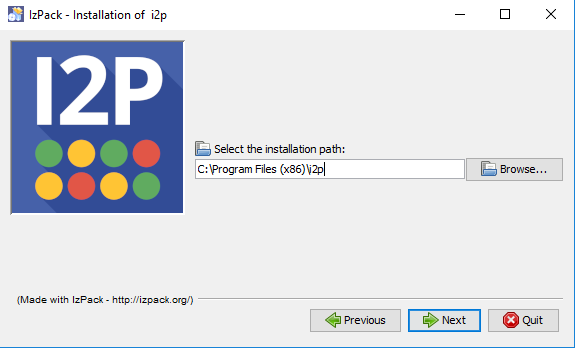 IzPack - Installation of i2p
I2P
Select the installation path:
C:\Program Files (x86)\i2p
Browse...
(Made with IzPack - http://izpack.org/)
Previous
Next
Quit